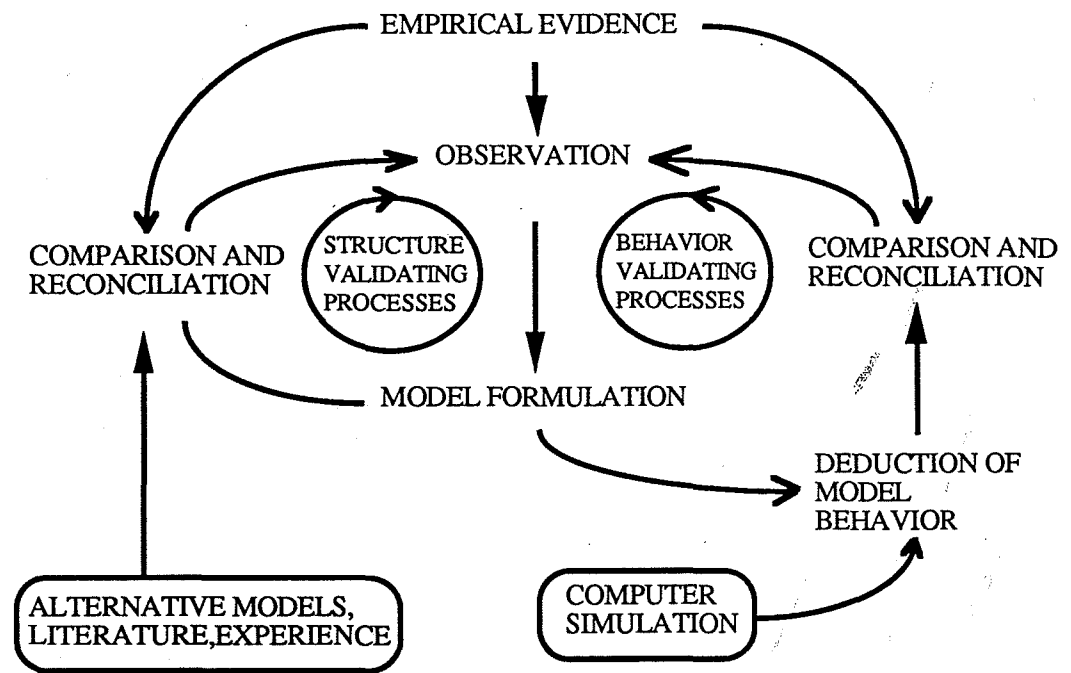 EMPIRICAL EVIDENCE
OBSERVATION
COMPARISON AND
RECONCILIATION
STRUCTURE
VALIDATING
PROCESSES
BEHAVIOR
VALIDATING
PROCESSES
COMPARISON AND
RECONCILIATION
MODEL FORMULATION
DEDUCTION OF
MODEL
BEHAVIOR
ALTERNATIVE MODELS,
LITERATURE,EXPERIENCE
COMPUTER
SIMULATION